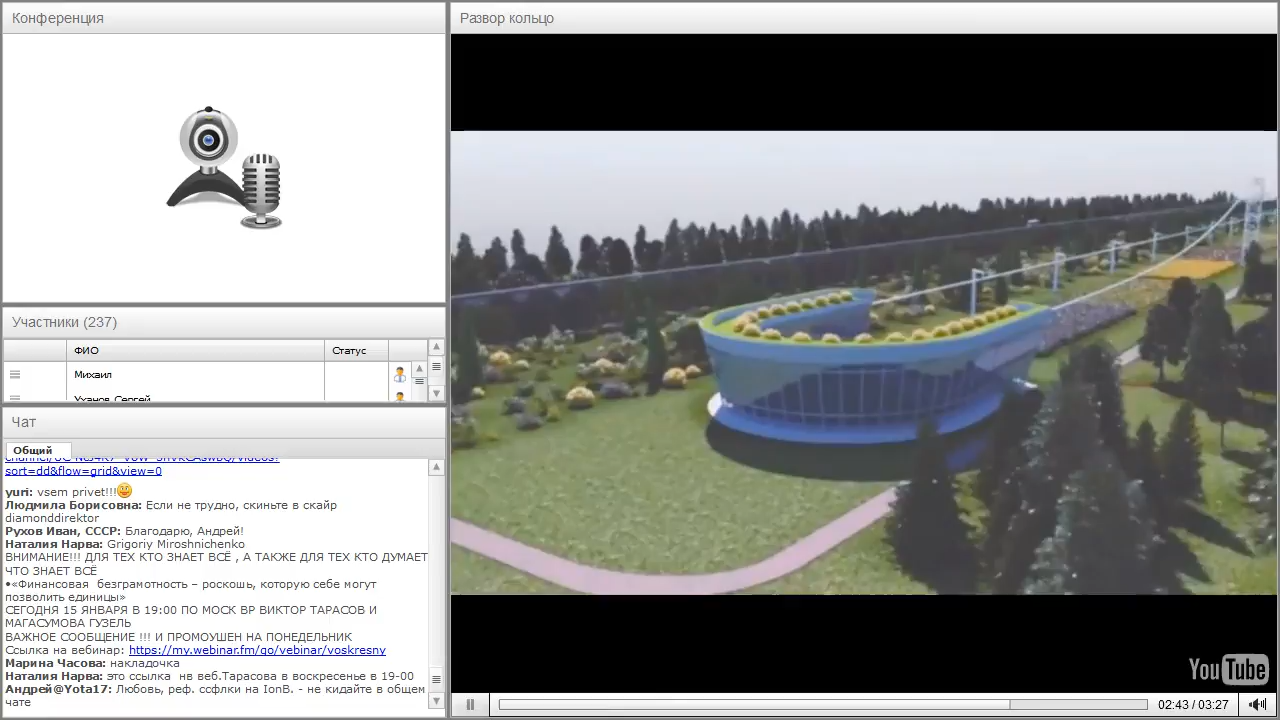 Конференция
Развор кольцо
Участники (237)
ФИО
Статус
Михаил
Уханов Сергей
Чат
Общий
sort=dd&flow=grid&view=0
yuri: vsem privet!!!
Людмила Борисовна: Если не трудно, скиньте в скайр
diamonddirektor
Рухов Иван, СССР: Благодарю, Андрей!
Наталия Нарва: Grigoriy Miroshnichenko
ВНИМАНИЕ!!! ДЛЯ ТЕХ КТО ЗНАЕТ ВСЁ , А ТАКЖЕ ДЛЯ ТЕХ КТО ДУМАЕТ
ЧТО ЗНАЕТ ВСЁ
•«Финансовая  безграмотность – роскошь, которую себе могут
позволить единицы»
СЕГОДНЯ 15 ЯНВАРЯ В 19:00 ПО МОСК ВР ВИКТОР ТАРАСОВ И
МАГАСУМОВА ГУЗЕЛЬ
ВАЖНОЕ СООБЩЕНИЕ !!! И ПРОМОУШЕН НА ПОНЕДЕЛЬНИК
Ссылка на вебинар: https://my.webinar.fm/go/vebinar/voskresny
Марина Часова: накладочка
Наталия Нарва: это ссылка  на веб.Тарасова в воскресенье в 19-00
Андрей@Yota17: Любовь, реф. ссфлки на IonB. - не кидайте в общем
чате
YouTube
02:43 / 03:27